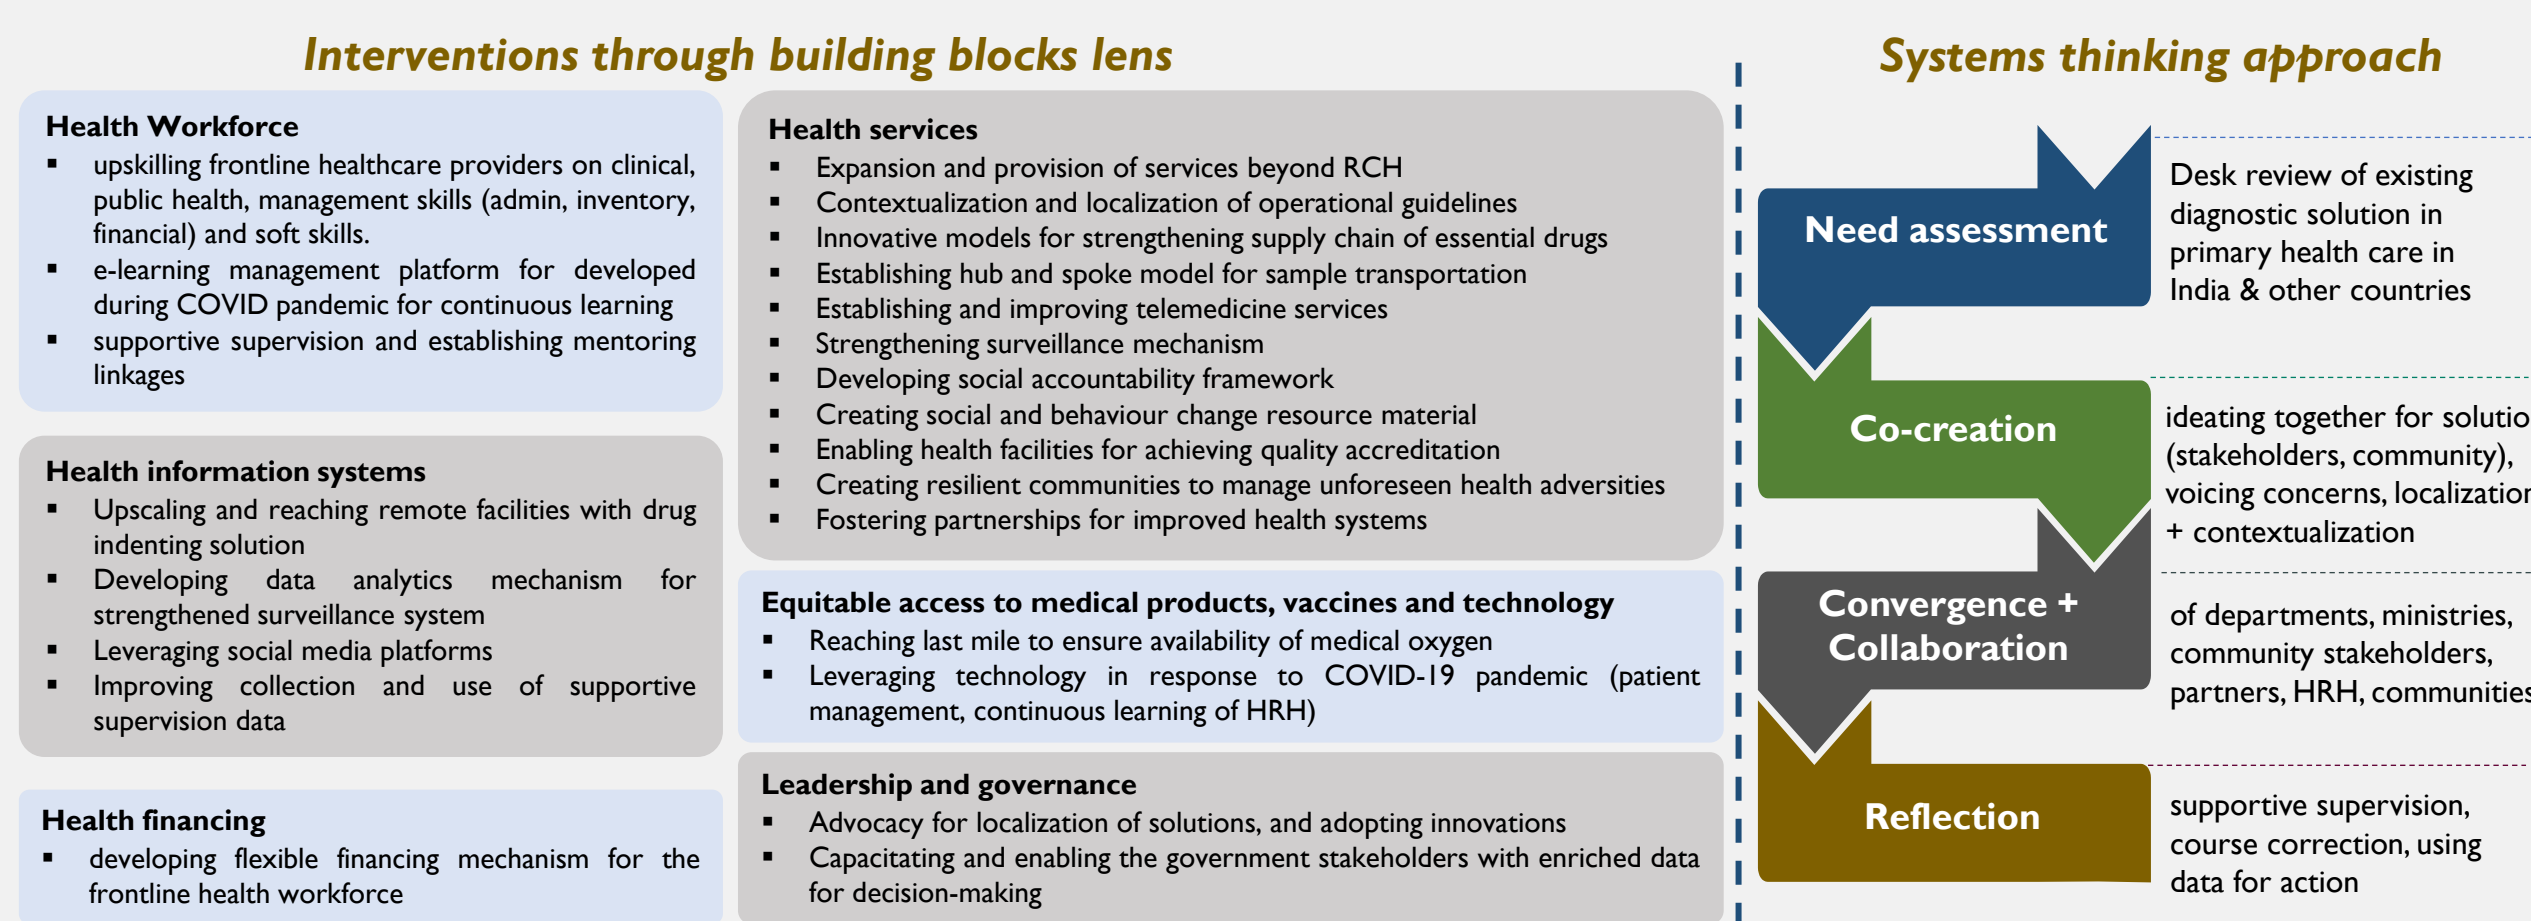 Interventions through building blocks lens
Health Workforce
▪ upskilling frontline healthcare providers on clinical,
public health, management skills (admin, inventory,
financial) and soft skills.
▪ e-learning management platform for developed
during COVID pandemic for continuous learning
▪ supportive supervision and establishing mentoring
linkages
Health information systems
▪ Upscaling and reaching remote facilities with drug
indenting solution
▪ Developing data analytics mechanism for
strengthened surveillance system
▪ Leveraging social media platforms
▪ Improving collection and use of supportive
supervision data
Health financing
▪ developing flexible financing mechanism for the
frontline health workforce
Health services
▪ Expansion and provision of services beyond RCH
▪ Contextualization and localization of operational guidelines
▪ Innovative models for strengthening supply chain of essential drugs
▪ Establishing hub and spoke model for sample transportation
▪ Establishing and improving telemedicine services
▪ Strengthening surveillance mechanism
▪ Developing social accountability framework
▪ Creating social and behaviour change resource material
▪ Enabling health facilities for achieving quality accreditation
▪ Creating resilient communities to manage unforeseen health adversities
▪ Fostering partnerships for improved health systems
Equitable access to medical products, vaccines and technology
▪ Reaching last mile to ensure availability of medical oxygen
▪ Leveraging technology in response to COVID-19 pandemic (patient
management, continuous learning of HRH)
Leadership and governance
▪ Advocacy for localization of solutions, and adopting innovations
▪ Capacitating and enabling the government stakeholders with enriched data
for decision-making
Systems thinking approach
Need assessment
Desk review of existing
diagnostic solution in
primary health care in
India & other countries
Co-creation
ideating together for solutio
(stakeholders, community),
voicing concerns, localization
+ contextualization
Convergence +
Collaboration
of departments, ministries,
community stakeholders,
partners, HRH, communities
Reflection
supportive supervision,
course correction, using
data for action